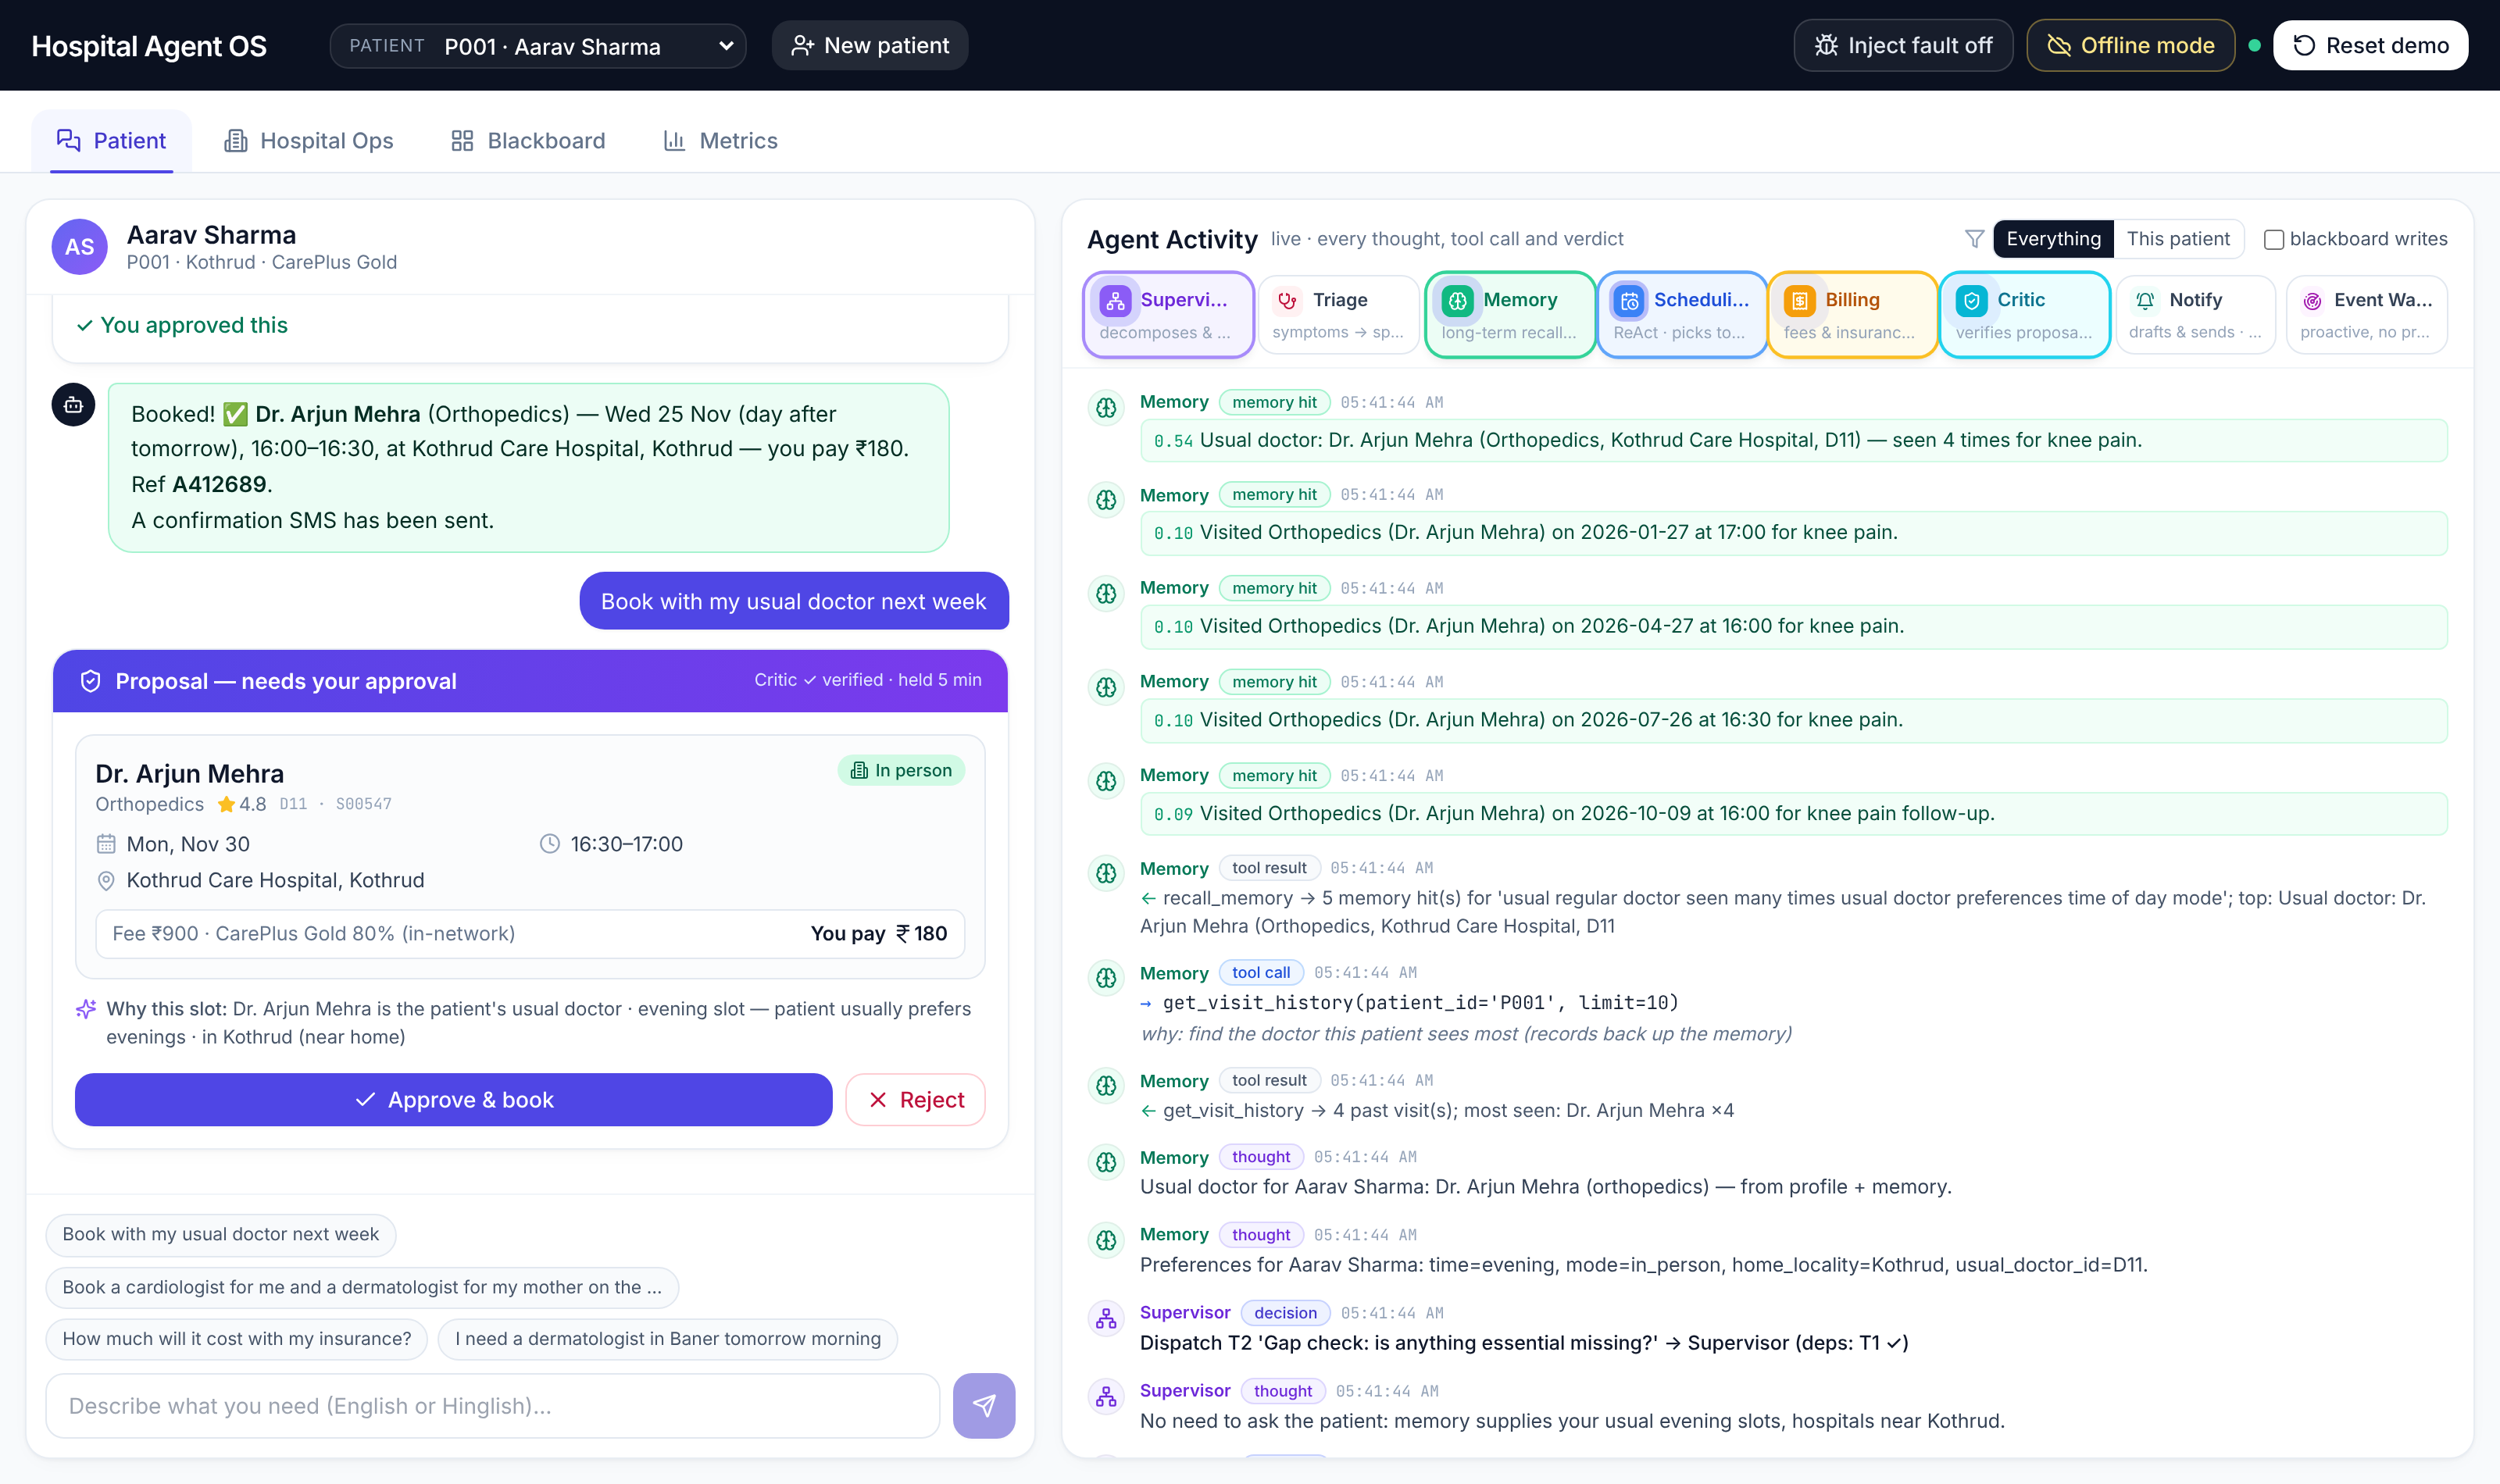 Hospital Agent OS
PATIENT P001 · Aarav Sharma
New patient
Inject fault off
Offline mode
Reset demo
Patient
Hospital Ops
Blackboard
Metrics
AS
Aarav Sharma
P001 · Kothrud · CarePlus Gold
✓ You approved this
Booked! ✅ Dr. Arjun Mehra (Orthopedics) — Wed 25 Nov (day after
tomorrow), 16:00–16:30, at Kothrud Care Hospital, Kothrud — you pay ₹180.
Ref A412689.
A confirmation SMS has been sent.
Book with my usual doctor next week
Proposal — needs your approval
Critic ✓ verified · held 5 min
Dr. Arjun Mehra
In person
Orthopedics ⭐ 4.8 D11 · S00547
Mon, Nov 30
16:30–17:00
Kothrud Care Hospital, Kothrud
Fee ₹900 · CarePlus Gold 80% (in-network)
You pay ₹180
Why this slot: Dr. Arjun Mehra is the patient's usual doctor · evening slot — patient usually prefers
evenings · in Kothrud (near home)
Approve & book
Reject
Book with my usual doctor next week
Book a cardiologist for me and a dermatologist for my mother on the ...
How much will it cost with my insurance?
I need a dermatologist in Baner tomorrow morning
Describe what you need (English or Hinglish)...
Agent Activity live · every thought, tool call and verdict
Everything
This patient
blackboard writes
Supervi...
decomposes & ...
Triage
symptoms → sp...
Memory
long-term recall...
Scheduli...
ReAct · picks to...
Billing
fees & insuranc...
Critic
verifies proposa...
Notify
drafts & sends · ...
Event Wa...
proactive, no pr...
Memory memory hit 05:41:44 AM
0.54 Usual doctor: Dr. Arjun Mehra (Orthopedics, Kothrud Care Hospital, D11) — seen 4 times for knee pain.
Memory memory hit 05:41:44 AM
0.10 Visited Orthopedics (Dr. Arjun Mehra) on 2026-01-27 at 17:00 for knee pain.
Memory memory hit 05:41:44 AM
0.10 Visited Orthopedics (Dr. Arjun Mehra) on 2026-04-27 at 16:00 for knee pain.
Memory memory hit 05:41:44 AM
0.10 Visited Orthopedics (Dr. Arjun Mehra) on 2026-07-26 at 16:30 for knee pain.
Memory memory hit 05:41:44 AM
0.09 Visited Orthopedics (Dr. Arjun Mehra) on 2026-10-09 at 16:00 for knee pain follow-up.
Memory tool result 05:41:44 AM
← recall_memory → 5 memory hit(s) for 'usual regular doctor seen many times usual doctor preferences time of day mode'; top: Usual doctor: Dr.
Arjun Mehra (Orthopedics, Kothrud Care Hospital, D11
Memory tool call 05:41:44 AM
→ get_visit_history(patient_id='P001', limit=10)
why: find the doctor this patient sees most (records back up the memory)
Memory tool result 05:41:44 AM
← get_visit_history → 4 past visit(s); most seen: Dr. Arjun Mehra ×4
Memory thought 05:41:44 AM
Usual doctor for Aarav Sharma: Dr. Arjun Mehra (orthopedics) — from profile + memory.
Memory thought 05:41:44 AM
Preferences for Aarav Sharma: time=evening, mode=in_person, home_locality=Kothrud, usual_doctor_id=D11.
Supervisor decision 05:41:44 AM
Dispatch T2 'Gap check: is anything essential missing?' → Supervisor (deps: T1 ✓)
Supervisor thought 05:41:44 AM
No need to ask the patient: memory supplies your usual evening slots, hospitals near Kothrud.